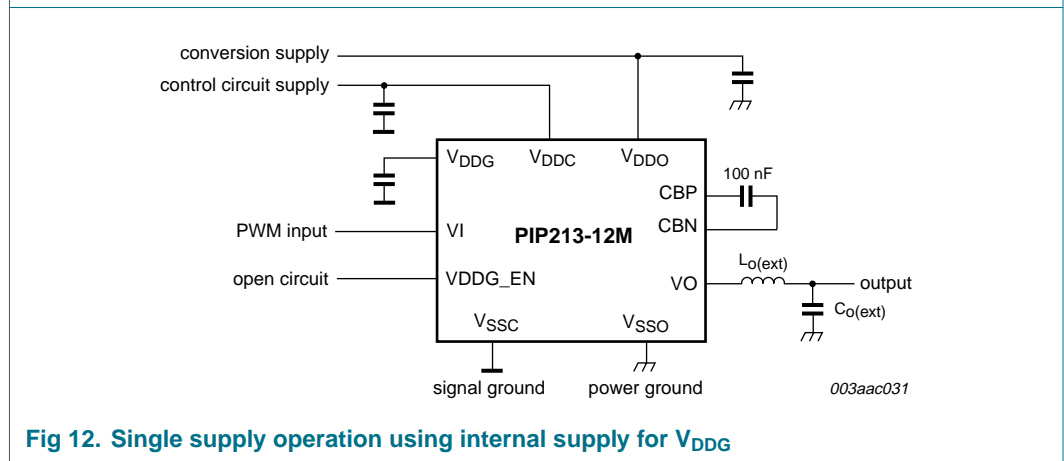 conversion supply
control circuit supply
VDDG VDDC VDDO
100 nF
CBP
PWM input VI PIP213-12M CBN
Lo(ext)
open circuit VDDG_EN VO output
Co(ext)
VSSC VSSO
signal ground power ground 003aac031
Fig 12. Single supply operation using internal supply for VDDG